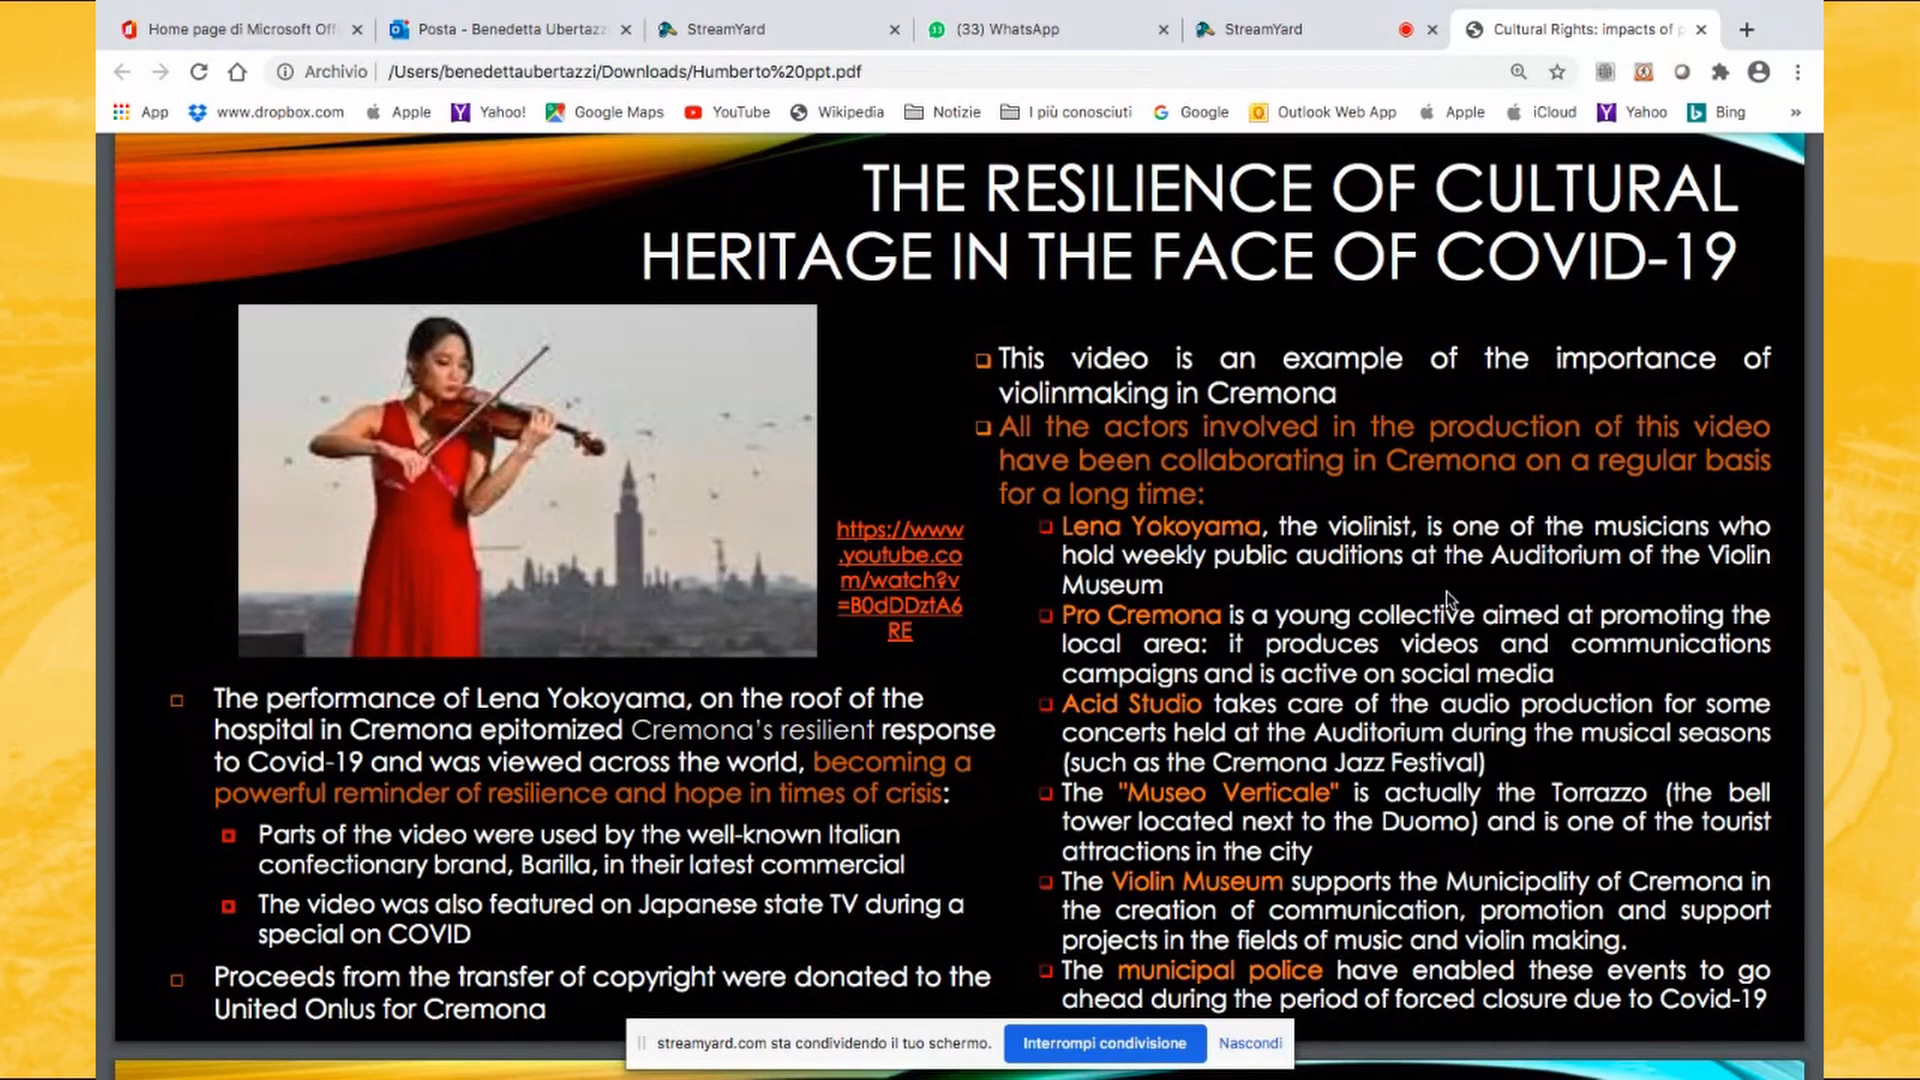 Home page di Microsoft Off
Posta - Benedetta Ubertazz
StreamYard
(33) WhatsApp
StreamYard
Cultural Rights: impacts of p
Archivio
/Users/benedettaubertazzi/Downloads/Humberto%20ppt.pdf
App
www.dropbox.com
Apple
Yahoo!
Google Maps
YouTube
Wikipedia
Notizie
I più conosciuti
Google
Outlook Web App
Apple
iCloud
Yahoo
Bing
THE RESILIENCE OF CULTURAL
HERITAGE IN THE FACE OF COVID-19
https://www
.youtube.co
m/watch?v
=B0dDDztA6
RE
The performance of Lena Yokoyama, on the roof of the
hospital in Cremona epitomized Cremona's resilient response
to Covid-19 and was viewed across the world, becoming a
powerful reminder of resilience and hope in times of crisis:
Parts of the video were used by the well-known Italian
confectionary brand, Barilla, in their latest commercial
The video was also featured on Japanese state TV during a
special on COVID
Proceeds from the transfer of copyright were donated to the
United Onlus for Cremona
This video is an example of the importance of
violinmaking in Cremona
All the actors involved in the production of this video
have been collaborating in Cremona on a regular basis
for a long time:
Lena Yokoyama, the violinist, is one of the musicians who
hold weekly public auditions at the Auditorium of the Violin
Museum
Pro Cremona is a young collective aimed at promoting the
local area: it produces videos and communications
campaigns and is active on social media
Acid Studio takes care of the audio production for some
concerts held at the Auditorium during the musical seasons
(such as the Cremona Jazz Festival)
The "Museo Verticale" is actually the Torrazzo (the bell
tower located next to the Duomo) and is one of the tourist
attractions in the city
The Violin Museum supports the Municipality of Cremona in
the creation of communication, promotion and support
projects in the fields of music and violin making.
The municipal police have enabled these events to go
ahead during the period of forced closure due to Covid-19
streamyard.com sta condividendo il tuo schermo.
Interrompi condivisione
Nascondi